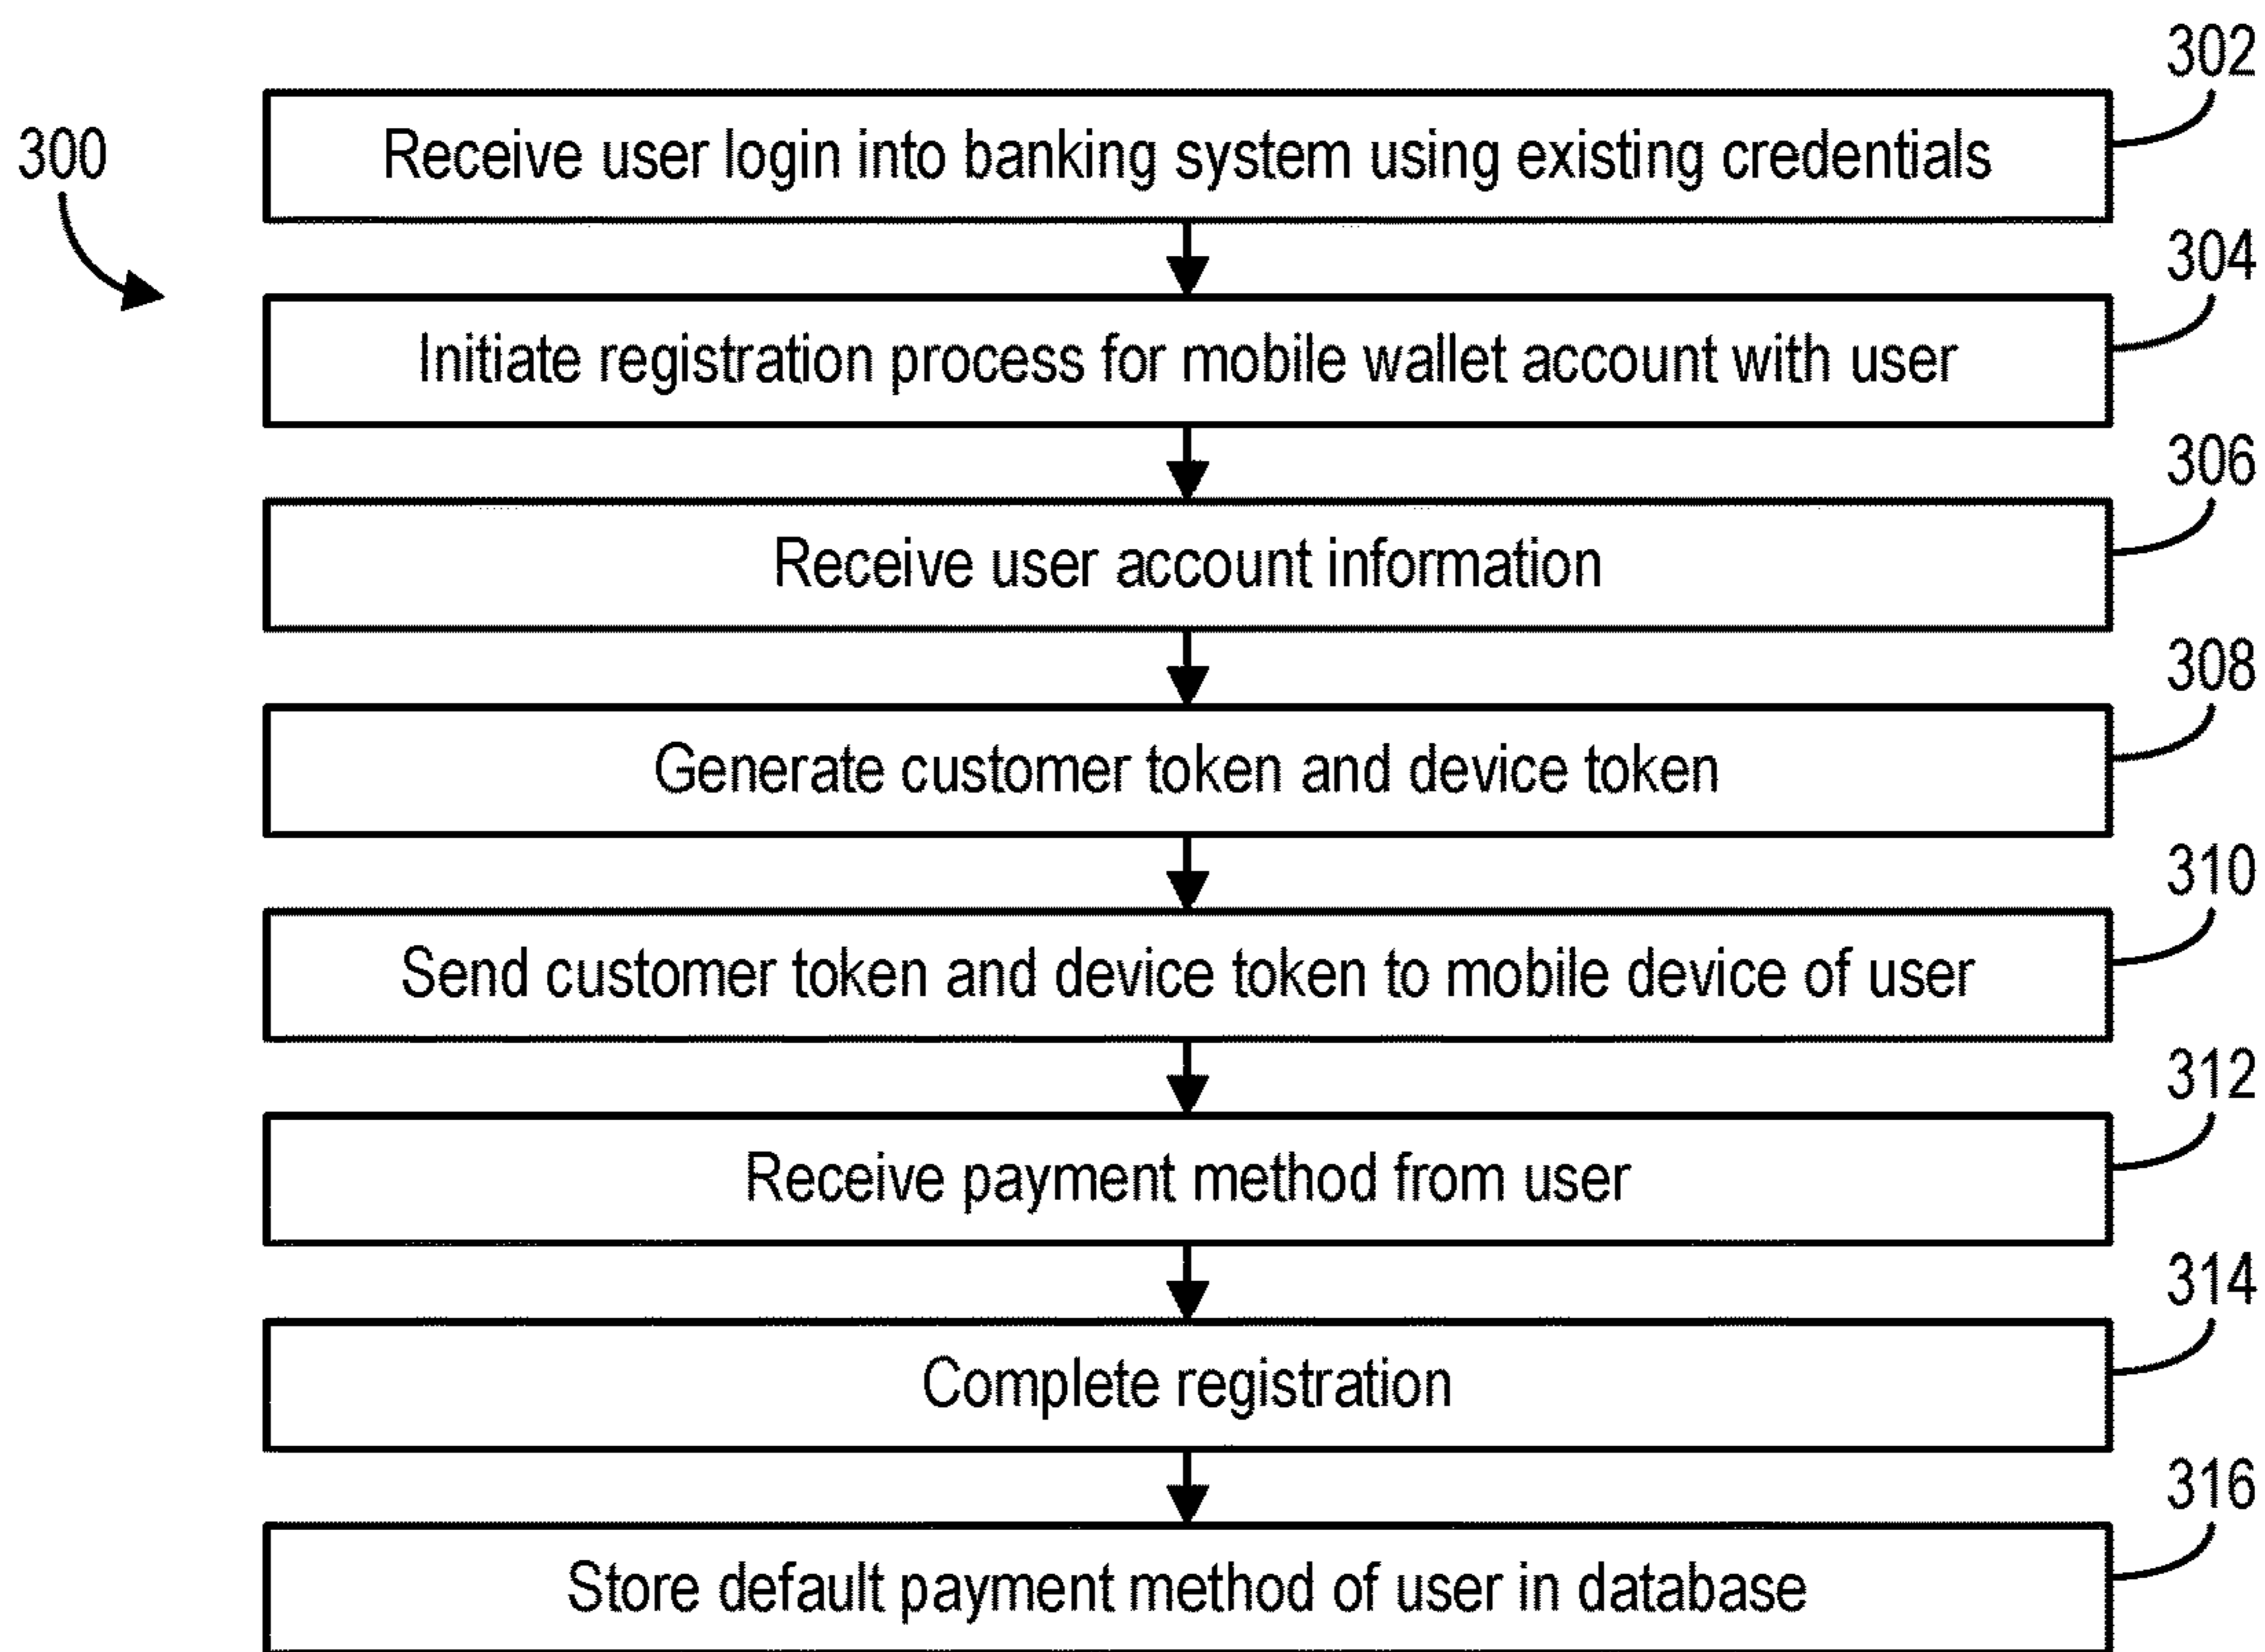 302
300
Receive user login into banking system using existing credentials
304
Initiate registration process for mobile wallet account with user
306
Receive user account information
308
Generate customer token and device token
310
Send customer token and device token to mobile device of user
312
Receive payment method from user
314
Complete registration
316
Store default payment method of user in database